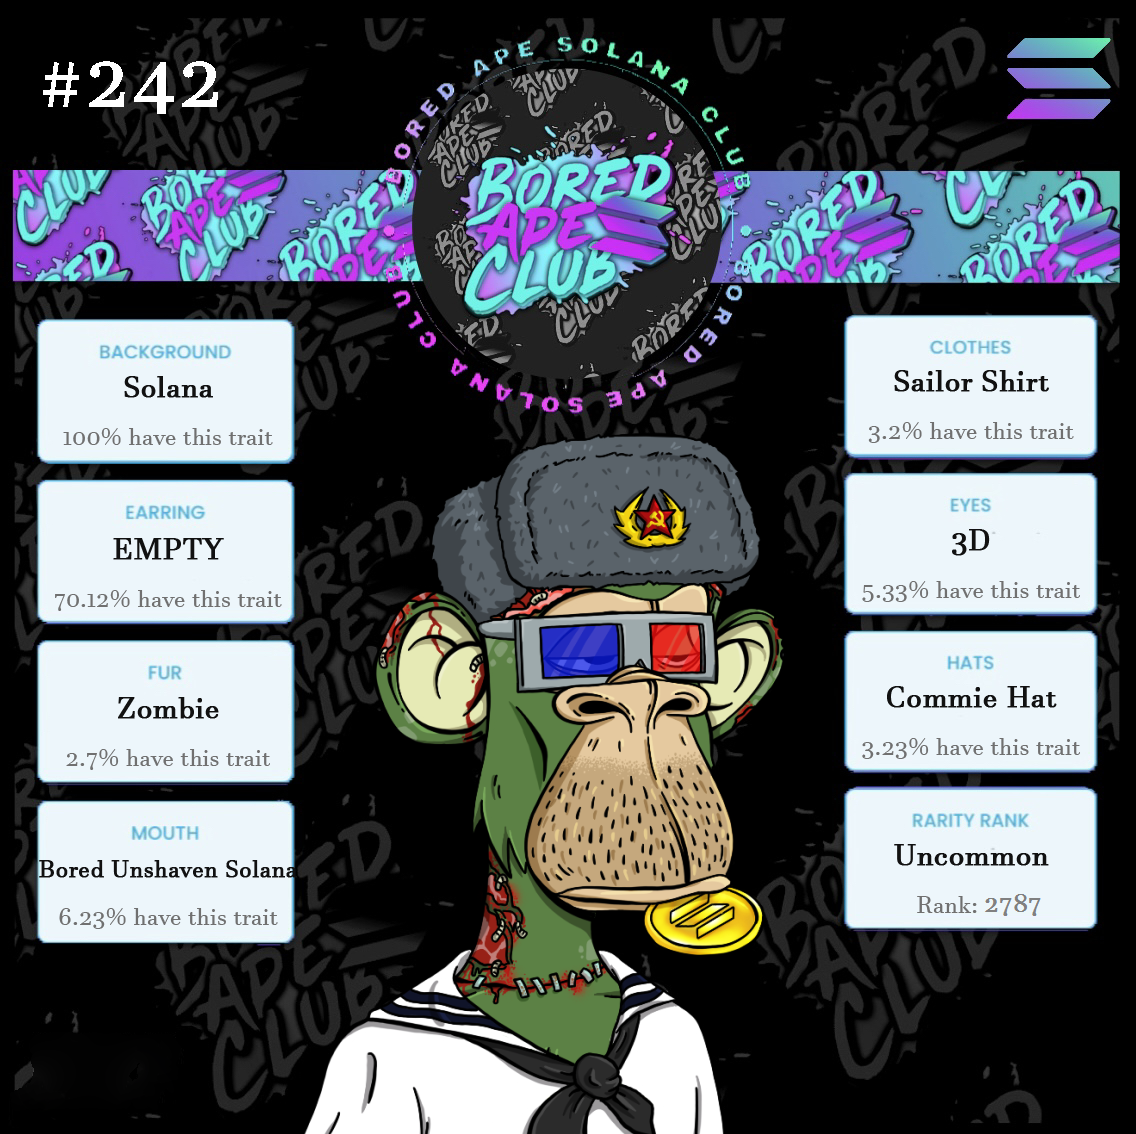 #242
BORED APE SOLANA CLUB
BORED APE SOLANA CLUB
BORED
APE
CLUB
BACKGROUND
Solana
100% have this trait
EARRING
EMPTY
70.12% have this trait
FUR
Zombie
2.7% have this trait
MOUTH
Bored Unshaven Solana
6.23% have this trait
CLOTHES
Sailor Shirt
3.2% have this trait
EYES
3D
5.33% have this trait
HATS
Commie Hat
3.23% have this trait
RARITY RANK
Uncommon
Rank: 2787